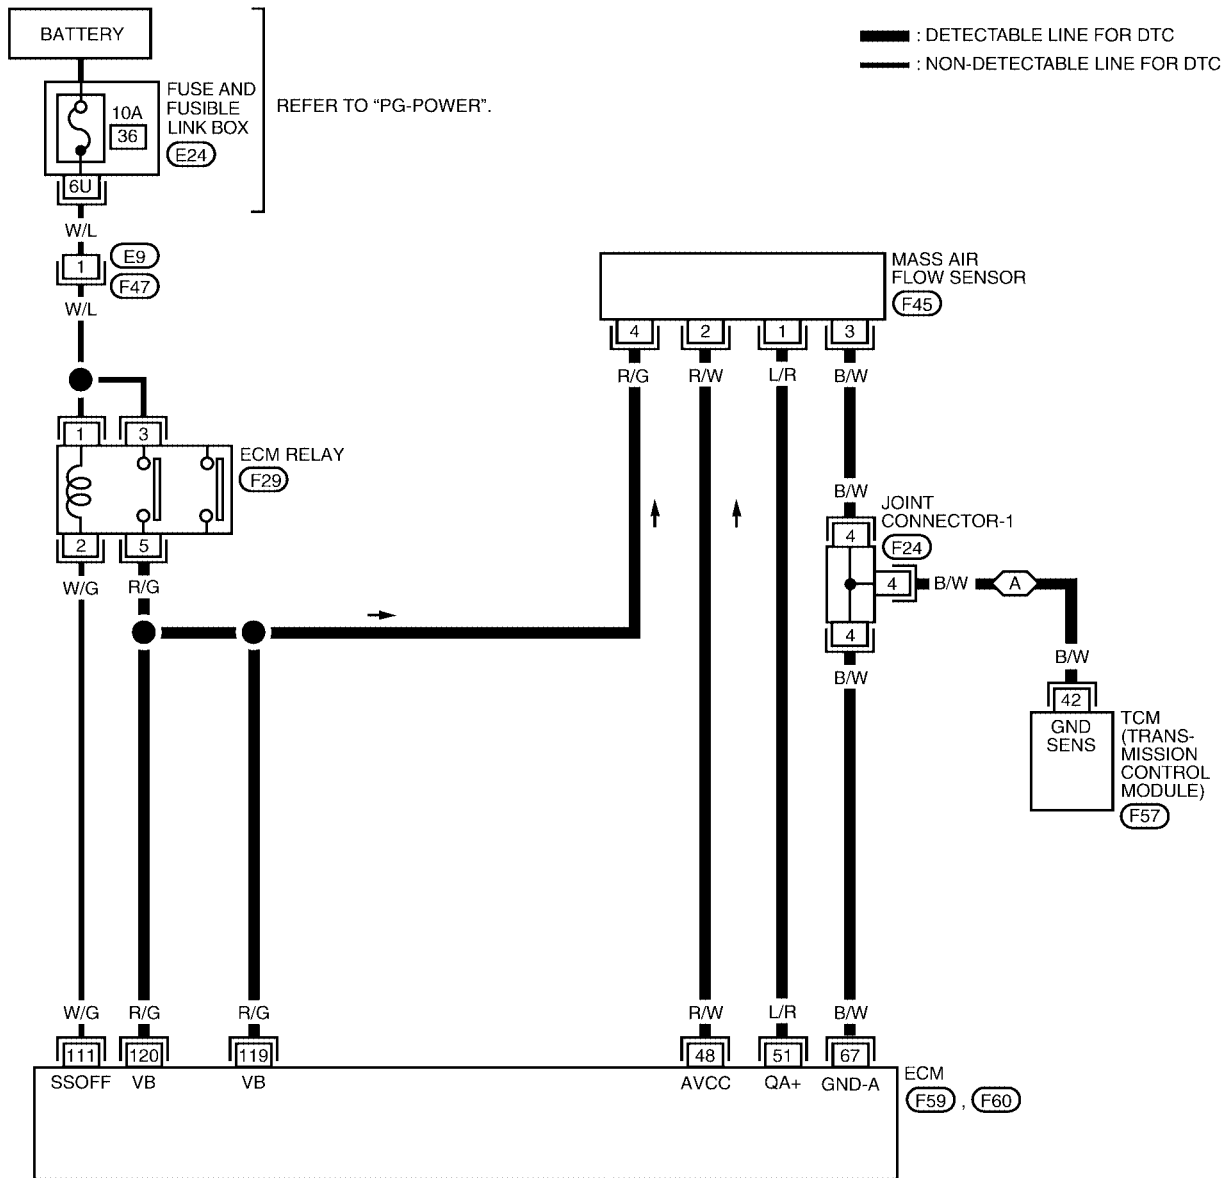 BATTERY
: DETECTABLE LINE FOR DTC
: NON-DETECTABLE LINE FOR DTC
FUSE AND
FUSIBLE
LINK BOX
E24
10A
36
REFER TO “PG-POWER”.
6U
W/L
1
E9
F47
W/L
MASS AIR
FLOW SENSOR
F45
4 2 1 3
R/G R/W L/R B/W
1 3
ECM RELAY
F29
2 5
W/G R/G
B/W
JOINT
CONNECTOR-1
F24
4
4
B/W A
4
B/W
B/W
42
GND
SENS
TCM
(TRANS-
MISSION
CONTROL
MODULE)
F57
W/G R/G R/G R/W L/R B/W
111 120 119 48 51 67
SSOFF VB VB AVCC QA+ GND-A
ECM
F59 , F60